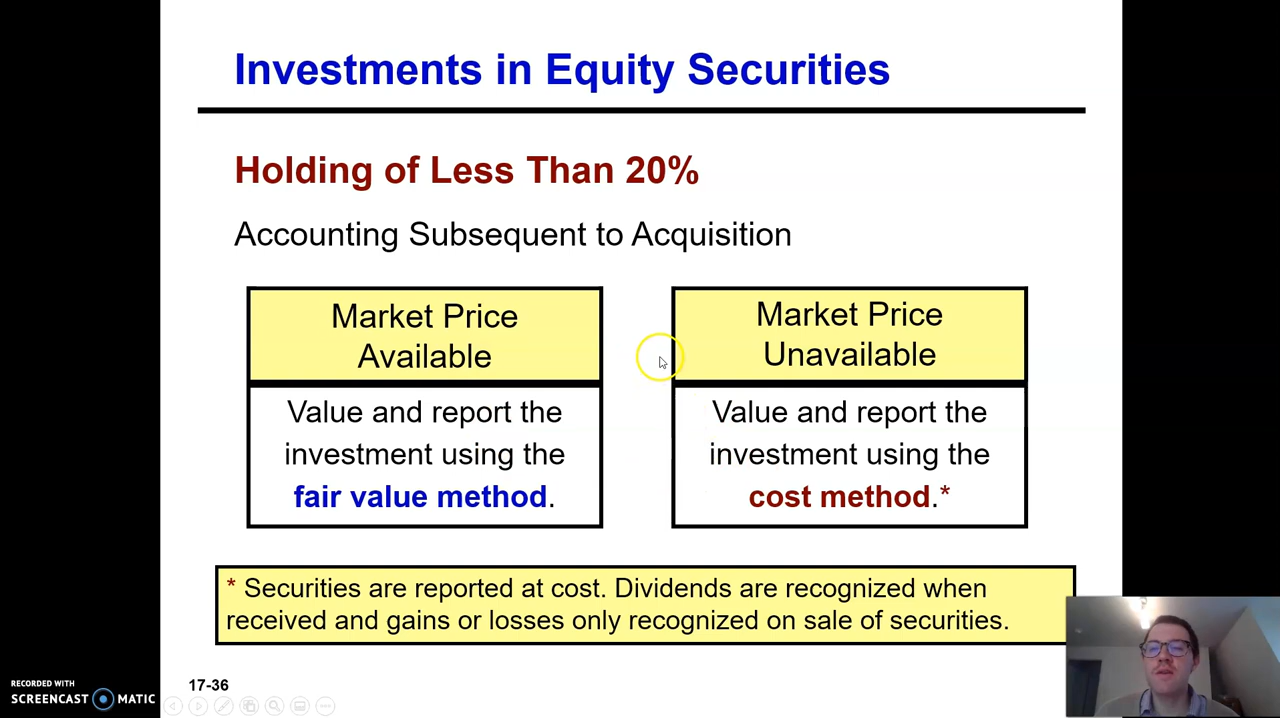 Investments in Equity Securities
Holding of Less Than 20%
Accounting Subsequent to Acquisition
Market Price
Available
Value and report the
investment using the
fair value method.
Market Price
Unavailable
Value and report the
investment using the
cost method.*
* Securities are reported at cost. Dividends are recognized when
received and gains or losses only recognized on sale of securities.
17-36
RECORDED WITH
SCREENCAST MATIC